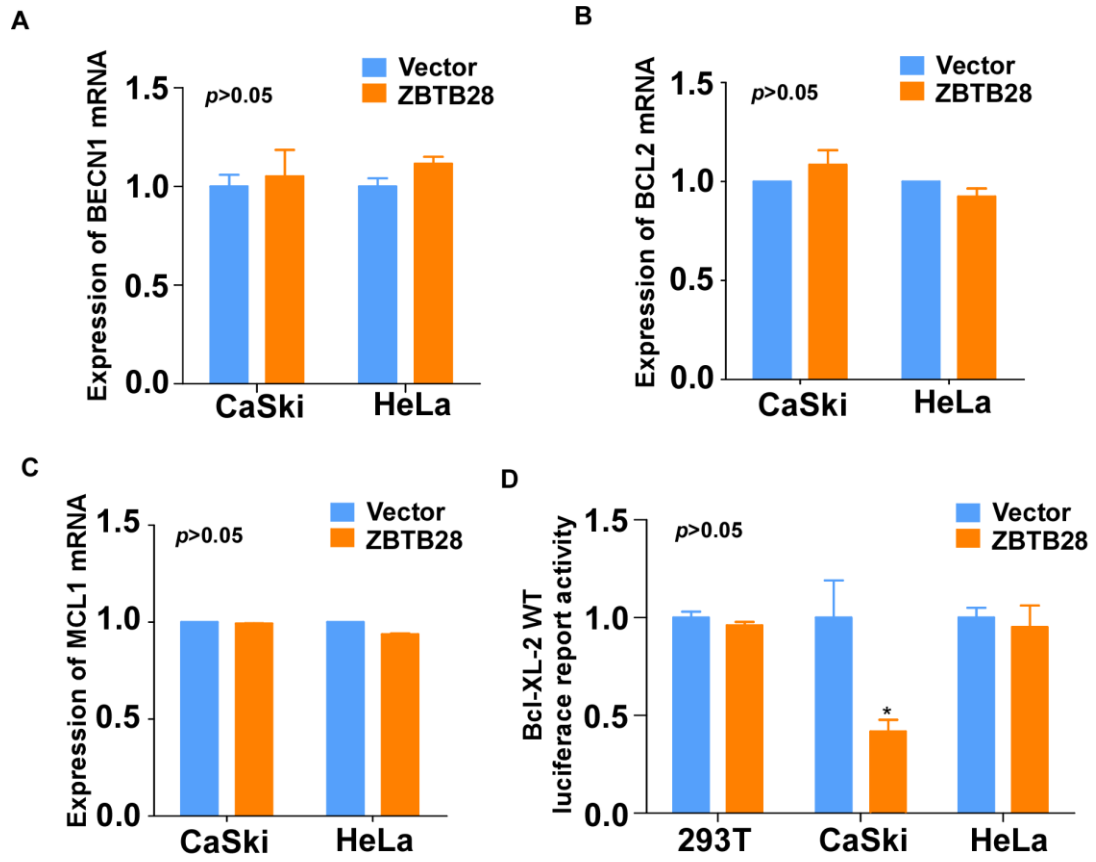 A
Vector
ZBTB28
p>0.05
Expression of BECN1 mRNA
1.5
1.0
0.5
0.0
CaSki HeLa
B
Vector
ZBTB28
p>0.05
Expression of BCL2 mRNA
1.5
1.0
0.5
0.0
CaSki HeLa
C
Vector
ZBTB28
p>0.05
Expression of MCL1 mRNA
1.5
1.0
0.5
0.0
CaSki HeLa
D
Vector
ZBTB28
p>0.05
Bcl-XL-2 WT
luciferace report activity
1.5
1.0
0.5
0.0
*
293T CaSki HeLa